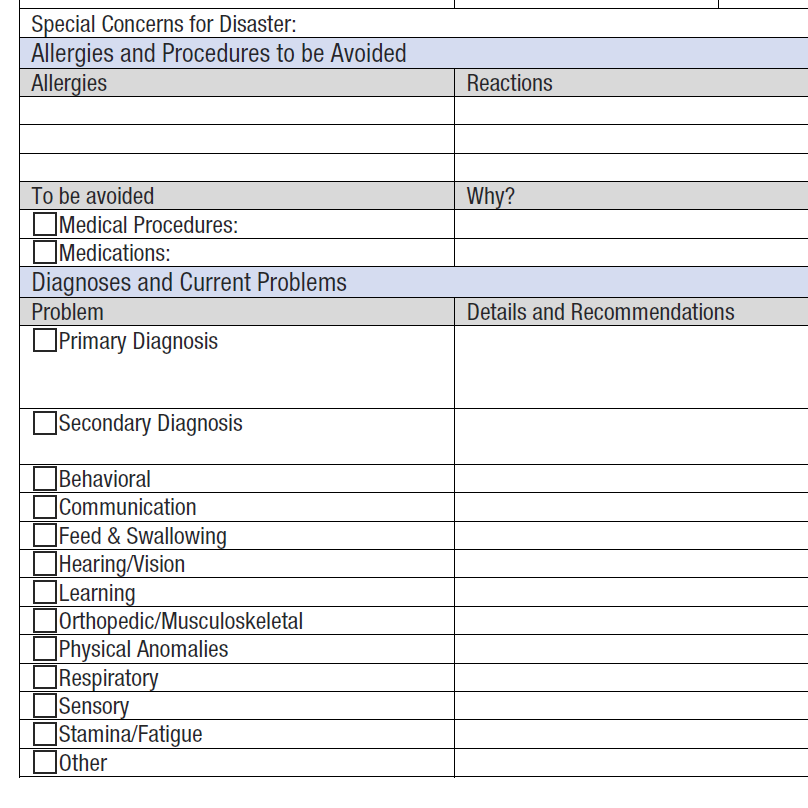 Special Concerns for Disaster:
Allergies and Procedures to be Avoided
Allergies Reactions
To be avoided Why?
Medical Procedures:
Medications:
Diagnoses and Current Problems
Problem Details and Recommendations
Primary Diagnosis
Secondary Diagnosis
Behavioral
Communication
Feed & Swallowing
Hearing/Vision
Learning
Orthopedic/Musculoskeletal
Physical Anomalies
Respiratory
Sensory
Stamina/Fatigue
Other